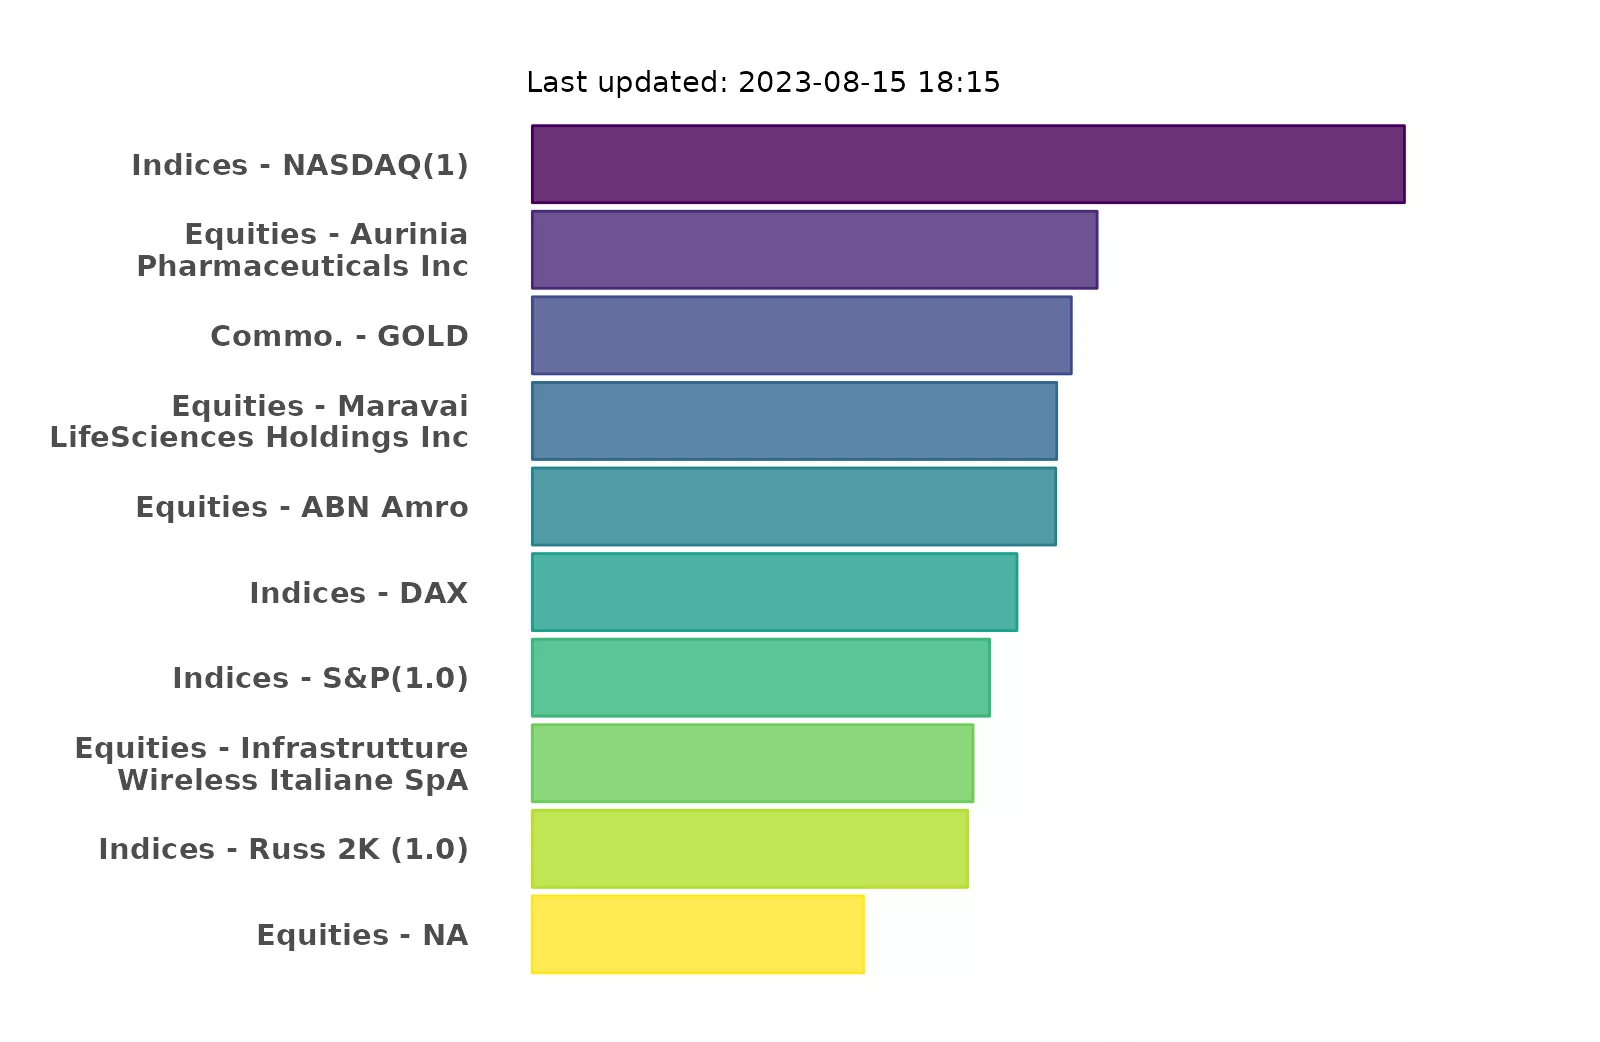 Last updated: 2023-08-15 18:15
Indices - NASDAQ(1)
Equities - Aurinia
Pharmaceuticals Inc
Commo. - GOLD
Equities - Maravai
LifeSciences Holdings Inc
Equities - ABN Amro
Indices - DAX
Indices - S&P(1.0)
Equities - Infrastrutture
Wireless Italiane SpA
Indices - Russ 2K (1.0)
Equities - NA